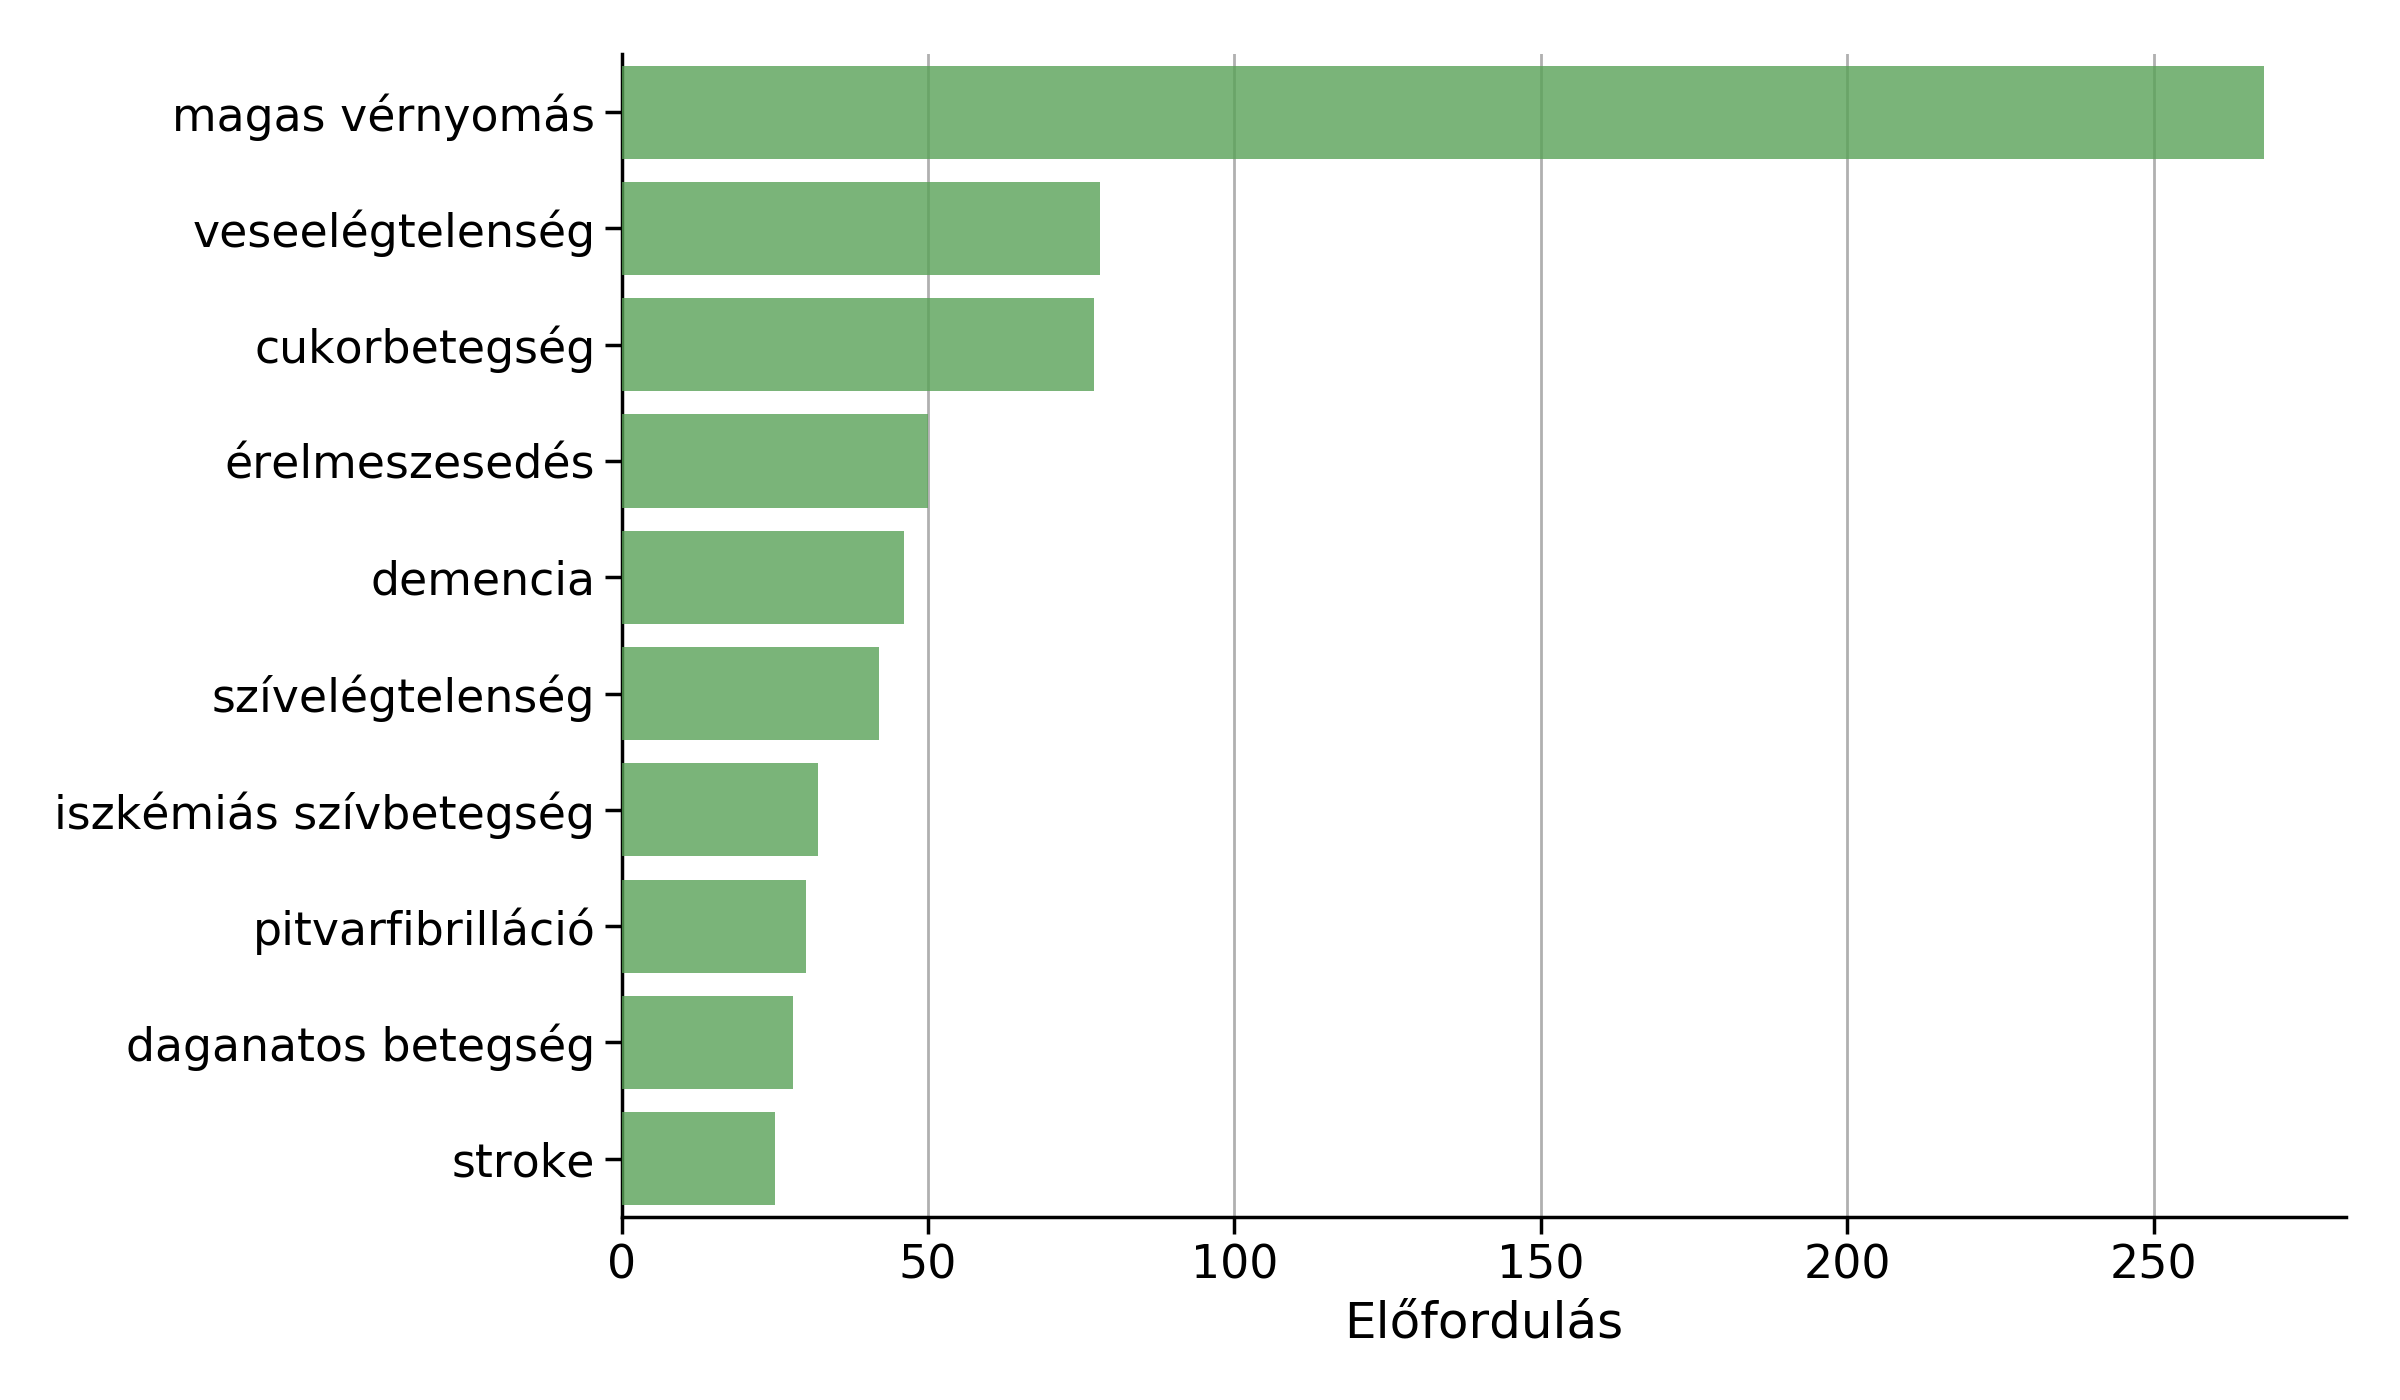 magas vérnyomás
veseelégtelenség
cukorbetegség
érelmeszesedés
demencia
szívelégtelenség
iszkémiás szívbetegség
pitvarfibrilláció
daganatos betegség
stroke
0 50 100 150 200 250
Előfordulás